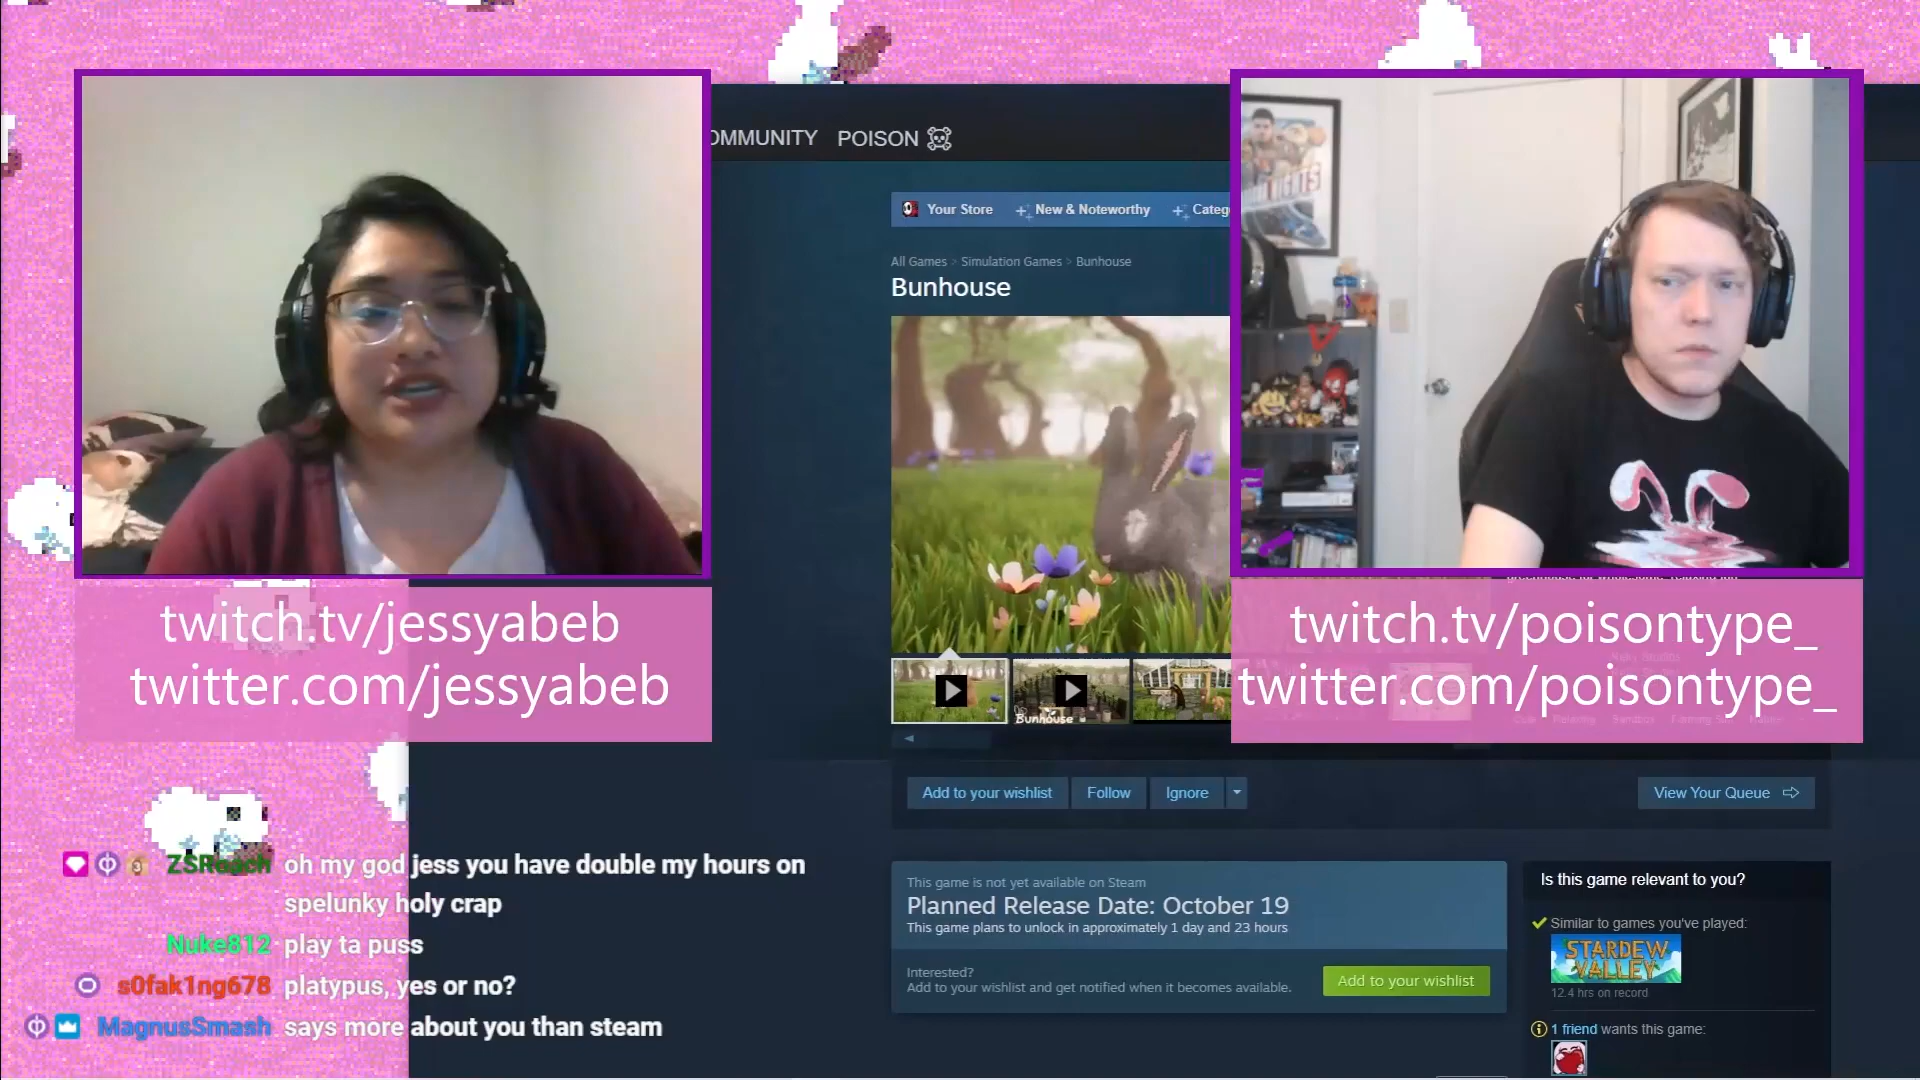 OMMUNITY POISON
Your Store New & Noteworthy Categ
All Games > Simulation Games > Bunhouse
Bunhouse
Bunhouse
twitch.tv/jessyabeb
twitter.com/jessyabeb
twitch.tv/poisontype_
twitter.com/poisontype_
Add to your wishlist Follow Ignore View Your Queue
This game is not yet available on Steam
Planned Release Date: October 19
This game plans to unlock in approximately 1 day and 23 hours
Interested?
Add to your wishlist and get notified when it becomes available.
Add to your wishlist
Is this game relevant to you?
Similar to games you've played:
STARDEW
VALLEY
12.4 hrs on record
1 friend wants this game:
3 ZSRoach oh my god jess you have double my hours on
spelunky holy crap
Nuke812 play ta puss
s0fak1ng678 platypus, yes or no?
MagnusSmash says more about you than steam